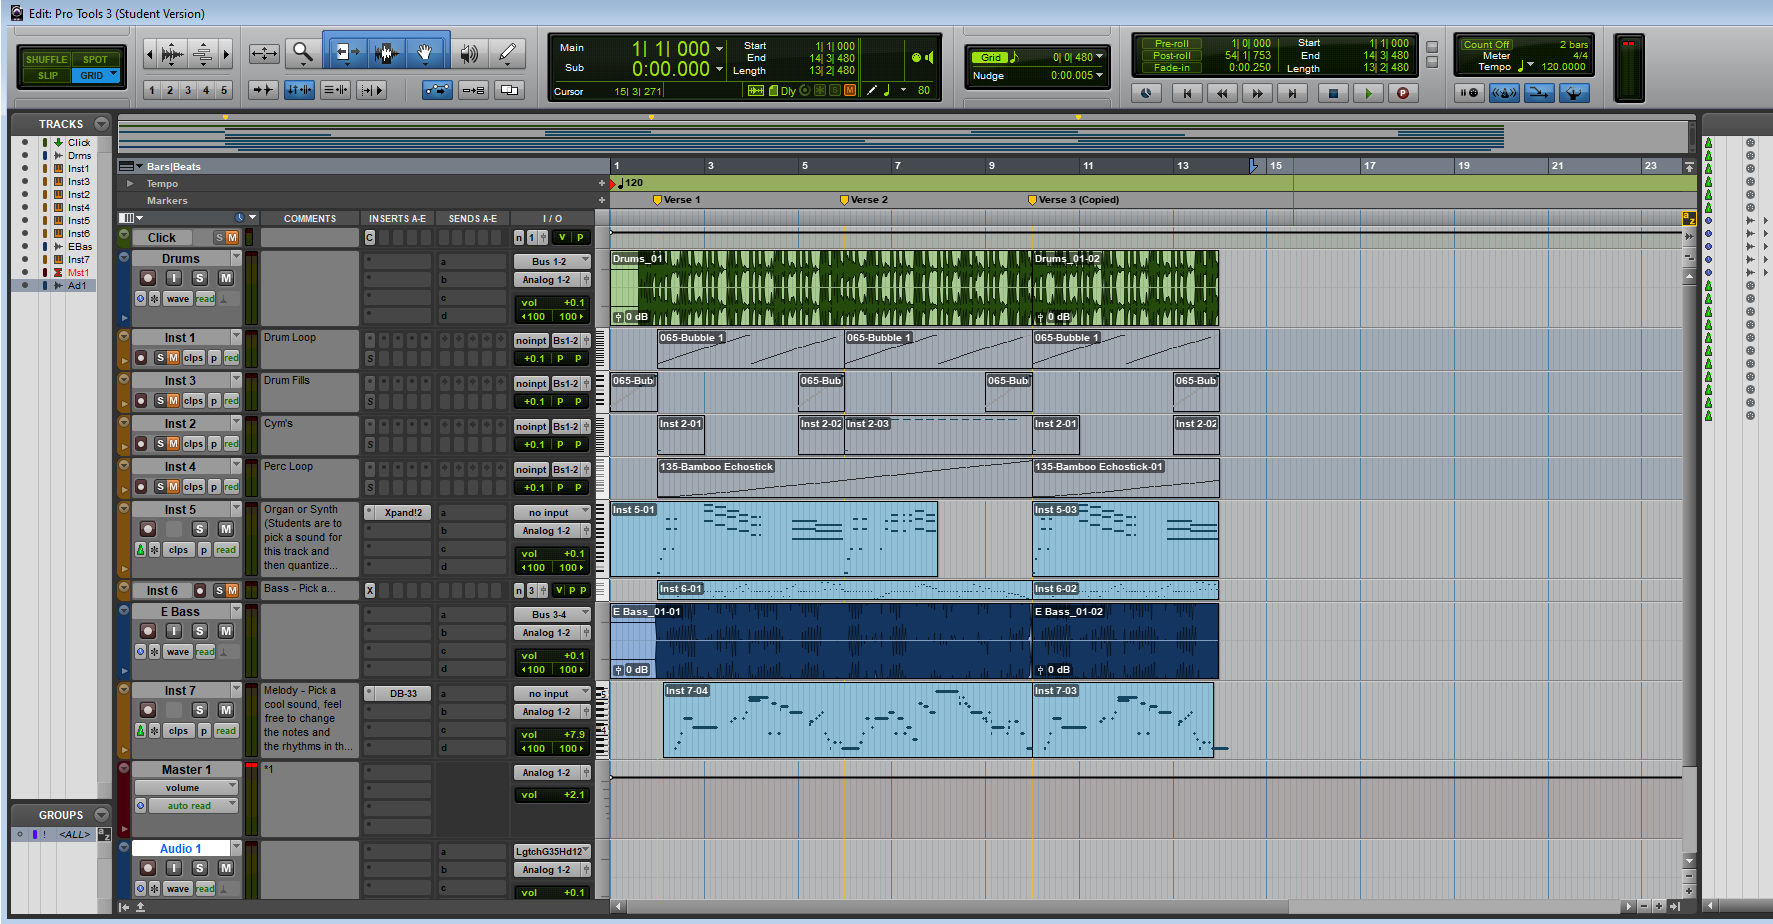 Edit: Pro Tools 3 (Student Version)
SHUFFLE SPOT
SLIP GRID
1 2 3 4 5
Main 1| 1| 000
Sub 0:00.000
Start 1| 1| 000
End 14| 3| 480
Length 13| 2| 480
Cursor 15| 3| 271
Dly S M 80
Grid 0| 0| 480
Nudge 0:00.005
Pre-roll 1| 0| 000
Post-roll 54| 1| 753
Fade-in 0:00.250
Start 1| 1| 000
End 14| 3| 480
Length 13| 2| 480
Count Off 2 bars
Meter 4/4
Tempo 120.0000
TRACKS
Click
Drms
Inst1
Inst3
Inst2
Inst4
Inst5
Inst6
EBas
Inst7
Mst1
Ad1
GROUPS
! <ALL> a z
Bars|Beats 1 3 5 7 9 11 13 15 17 19 21 23
Tempo 120
Markers Verse 1 Verse 2 Verse 3 (Copied)
COMMENTS INSERTS A-E SENDS A-E I / O
Click S M C n 1 V P
Drums I S M wave read
a b c d
Bus 1-2
Analog 1-2
vol +0.1
100 100
Drums_01 Drums_01-02
0 dB 0 dB
Inst 1 Drum Loop noinpt Bs1-2
S M clps p red S +0.1 P P
065-Bubble 1 065-Bubble 1 065-Bubble 1
Inst 3 Drum Fills noinpt Bs1-2
S M clps p red S +0.1 P P
065-Bub 065-Bub 065-Bub 065-Bub
Inst 2 Cym's noinpt Bs1-2
S M clps p red S +0.1 P P
Inst 2-01 Inst 2-02 Inst 2-03 Inst 2-01 Inst 2-02
Inst 4 Perc Loop noinpt Bs1-2
S M clps p red S +0.1 P P
135-Bamboo Echostick 135-Bamboo Echostick-01
Inst 5 S M clps p read
Organ or Synth
(Students are to
pick a sound for
this track and
then quantize...
Xpand!2
a b c d
no input
Analog 1-2
vol +0.1
100 100
Inst 5-01 Inst 5-03
Inst 6 S M Bass - Pick a... X n 3 V P P
Inst 6-01 Inst 6-02
E Bass I S M wave read
a b c d
Bus 3-4
Analog 1-2
vol +0.1
100 100
E Bass_01-01 E Bass_01-02
0 dB 0 dB
Inst 7 S M clps p read
Melody - Pick a
cool sound, feel
free to change
the notes and
the rhythms in th...
DB-33
a b c d
no input
Analog 1-2
vol +7.9
100 100
Inst 7-04 Inst 7-03
Master 1 *1 Analog 1-2
volume
auto read
vol +2.1
Audio 1 I S M wave read
a b c
LgtchG35Hd12
Analog 1-2
vol +0.1